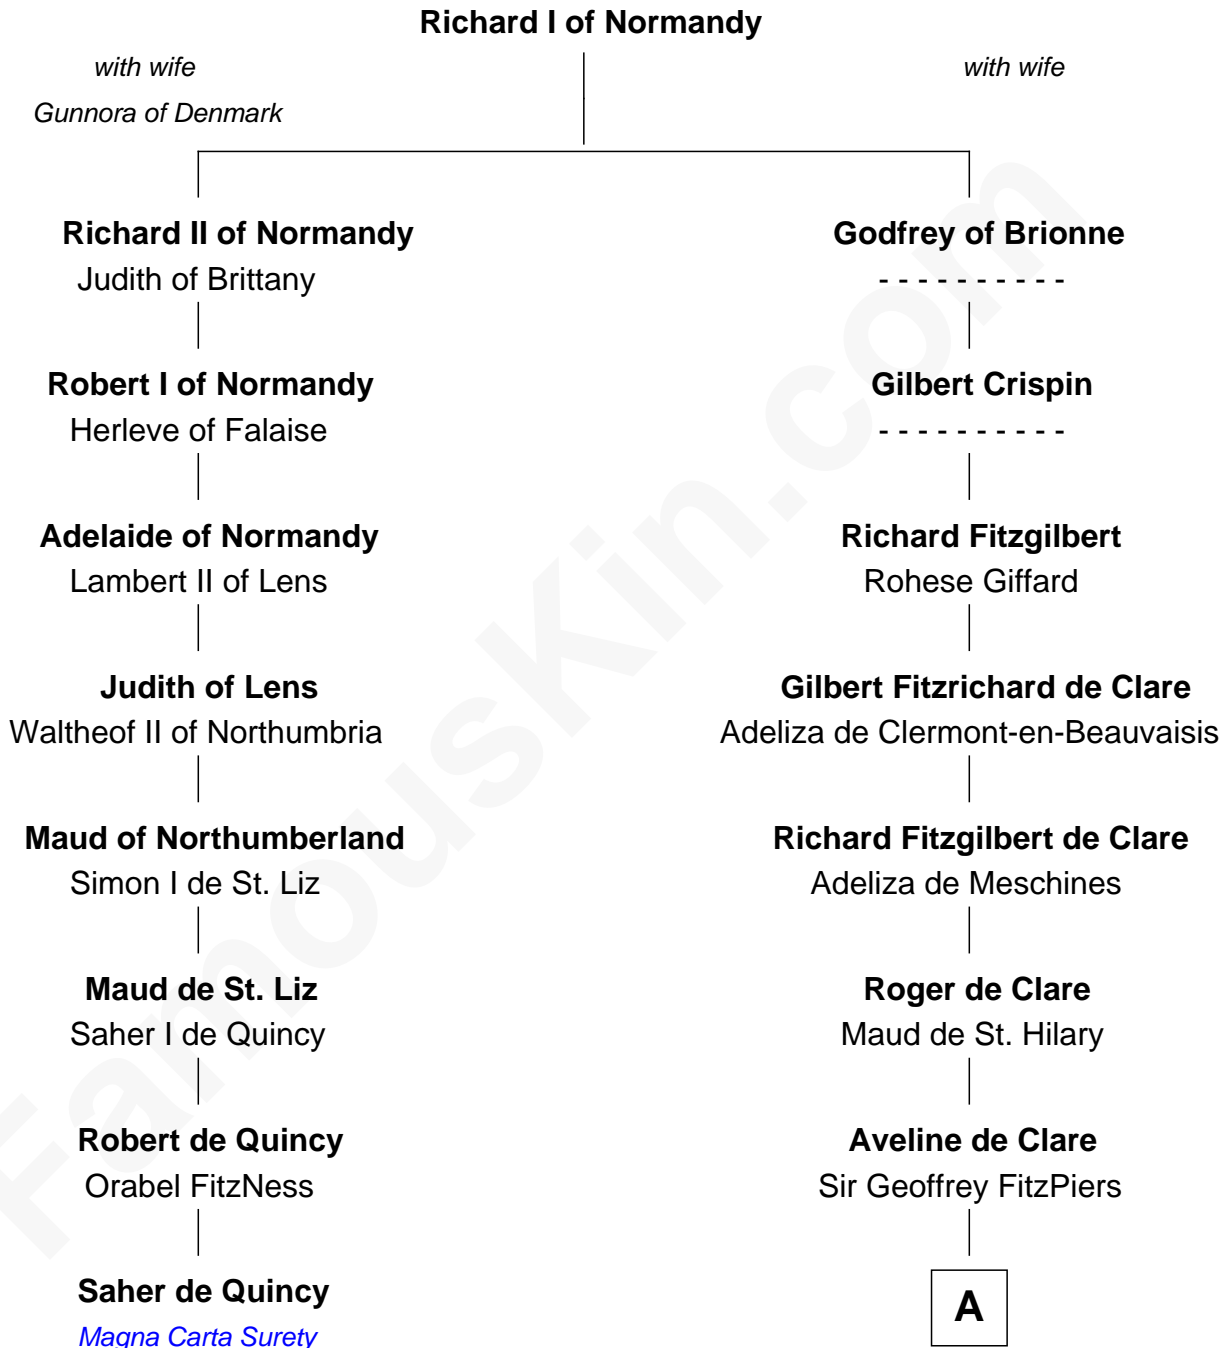 Richard I of Normandy
with wife
Gunnora of Denmark
with wife
Richard II of Normandy
Judith of Brittany
Godfrey of Brionne
- - - - - - - - - -
Robert I of Normandy
Herleve of Falaise
Gilbert Crispin
- - - - - - - - - -
Adelaide of Normandy
Lambert II of Lens
Richard Fitzgilbert
Rohese Giffard
Judith of Lens
Waltheof II of Northumbria
Gilbert Fitzrichard de Clare
Adeliza de Clermont-en-Beauvaisis
Maud of Northumberland
Simon I de St. Liz
Richard Fitzgilbert de Clare
Adeliza de Meschines
Maud de St. Liz
Saher I de Quincy
Roger de Clare
Maud de St. Hilary
Robert de Quincy
Orabel FitzNess
Aveline de Clare
Sir Geoffrey FitzPiers
Saher de Quincy
Magna Carta Surety
A
FamousKin.com